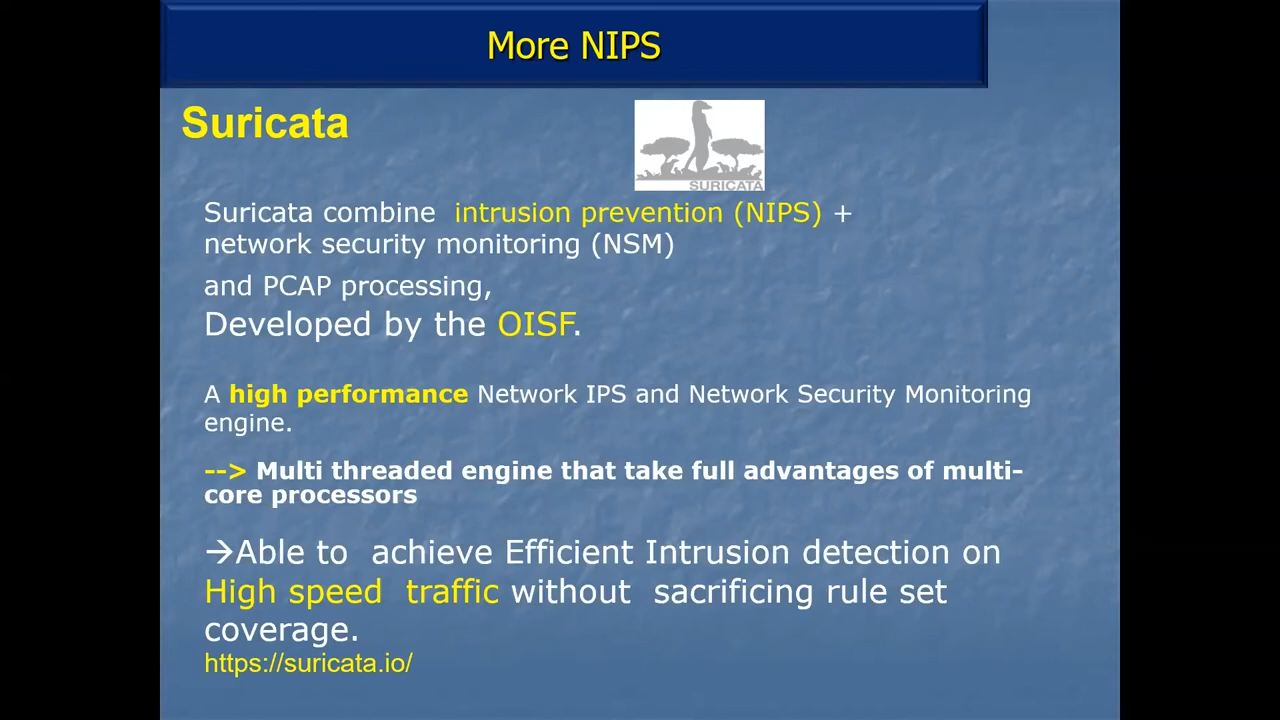 More NIPS
Suricata
SURICATA
Suricata combine intrusion prevention (NIPS) +
network security monitoring (NSM)
and PCAP processing,
Developed by the OISF.
A high performance Network IPS and Network Security Monitoring
engine.
--> Multi threaded engine that take full advantages of multi-
core processors
→Able to achieve Efficient Intrusion detection on
High speed traffic without sacrificing rule set
coverage.
https://suricata.io/